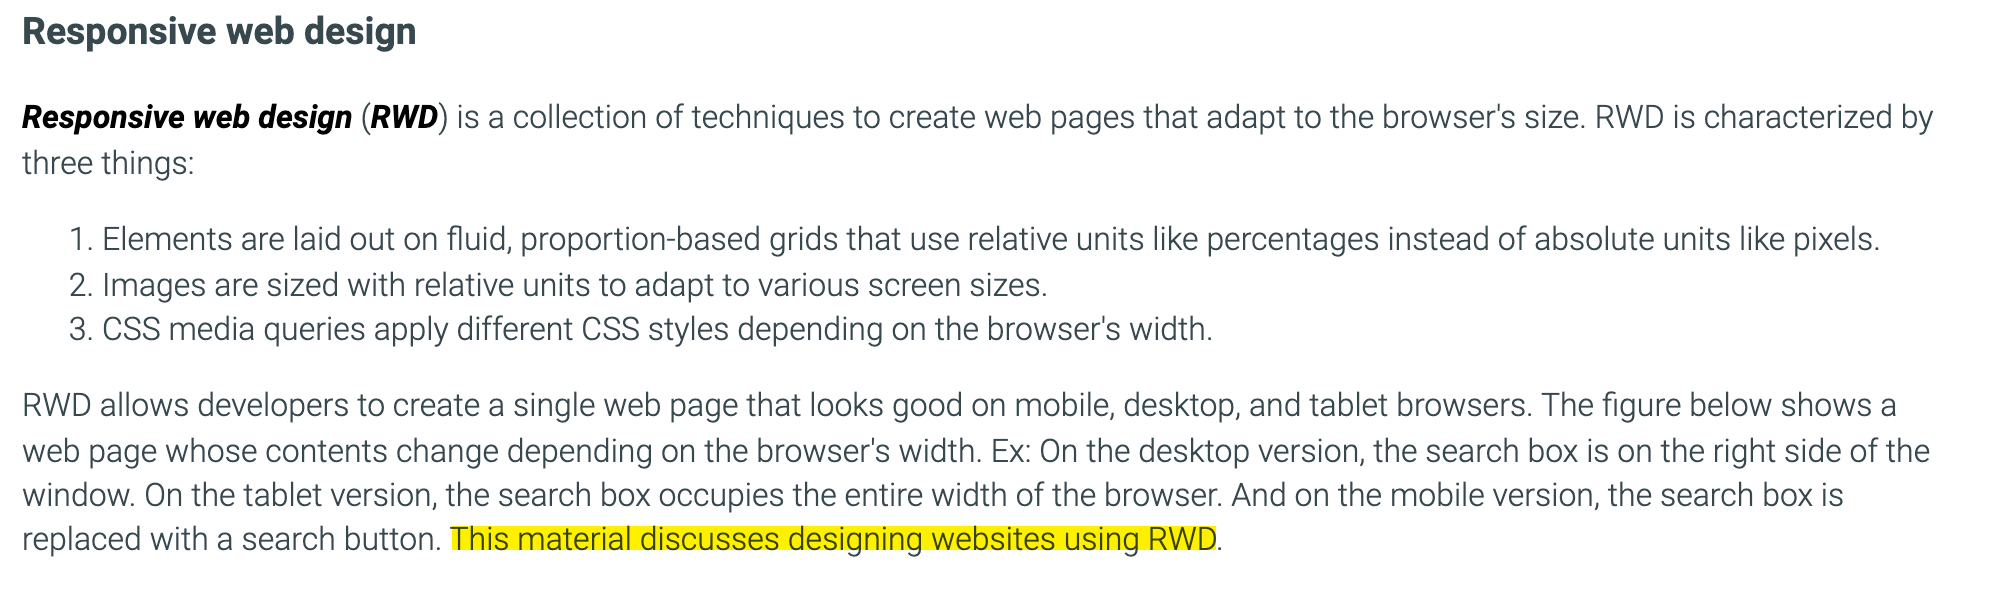 Responsive web design
Responsive web design (RWD) is a collection of techniques to create web pages that adapt to the browser's size. RWD is characterized by
three things:
1. Elements are laid out on fluid, proportion-based grids that use relative units like percentages instead of absolute units like pixels.
2. Images are sized with relative units to adapt to various screen sizes.
3. CSS media queries apply different CSS styles depending on the browser's width.
RWD allows developers to create a single web page that looks good on mobile, desktop, and tablet browsers. The figure below shows a
web page whose contents change depending on the browser's width. Ex: On the desktop version, the search box is on the right side of the
window. On the tablet version, the search box occupies the entire width of the browser. And on the mobile version, the search box is
replaced with a search button. This material discusses designing websites using RWD.